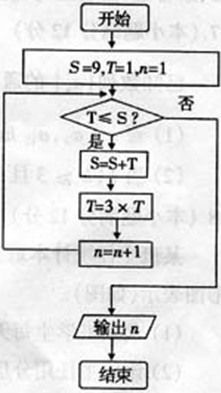 开始
S=9,T=1,n=1
T≤S?
否
是
S=S+T
T=3×T
n=n+1
输出n
结束